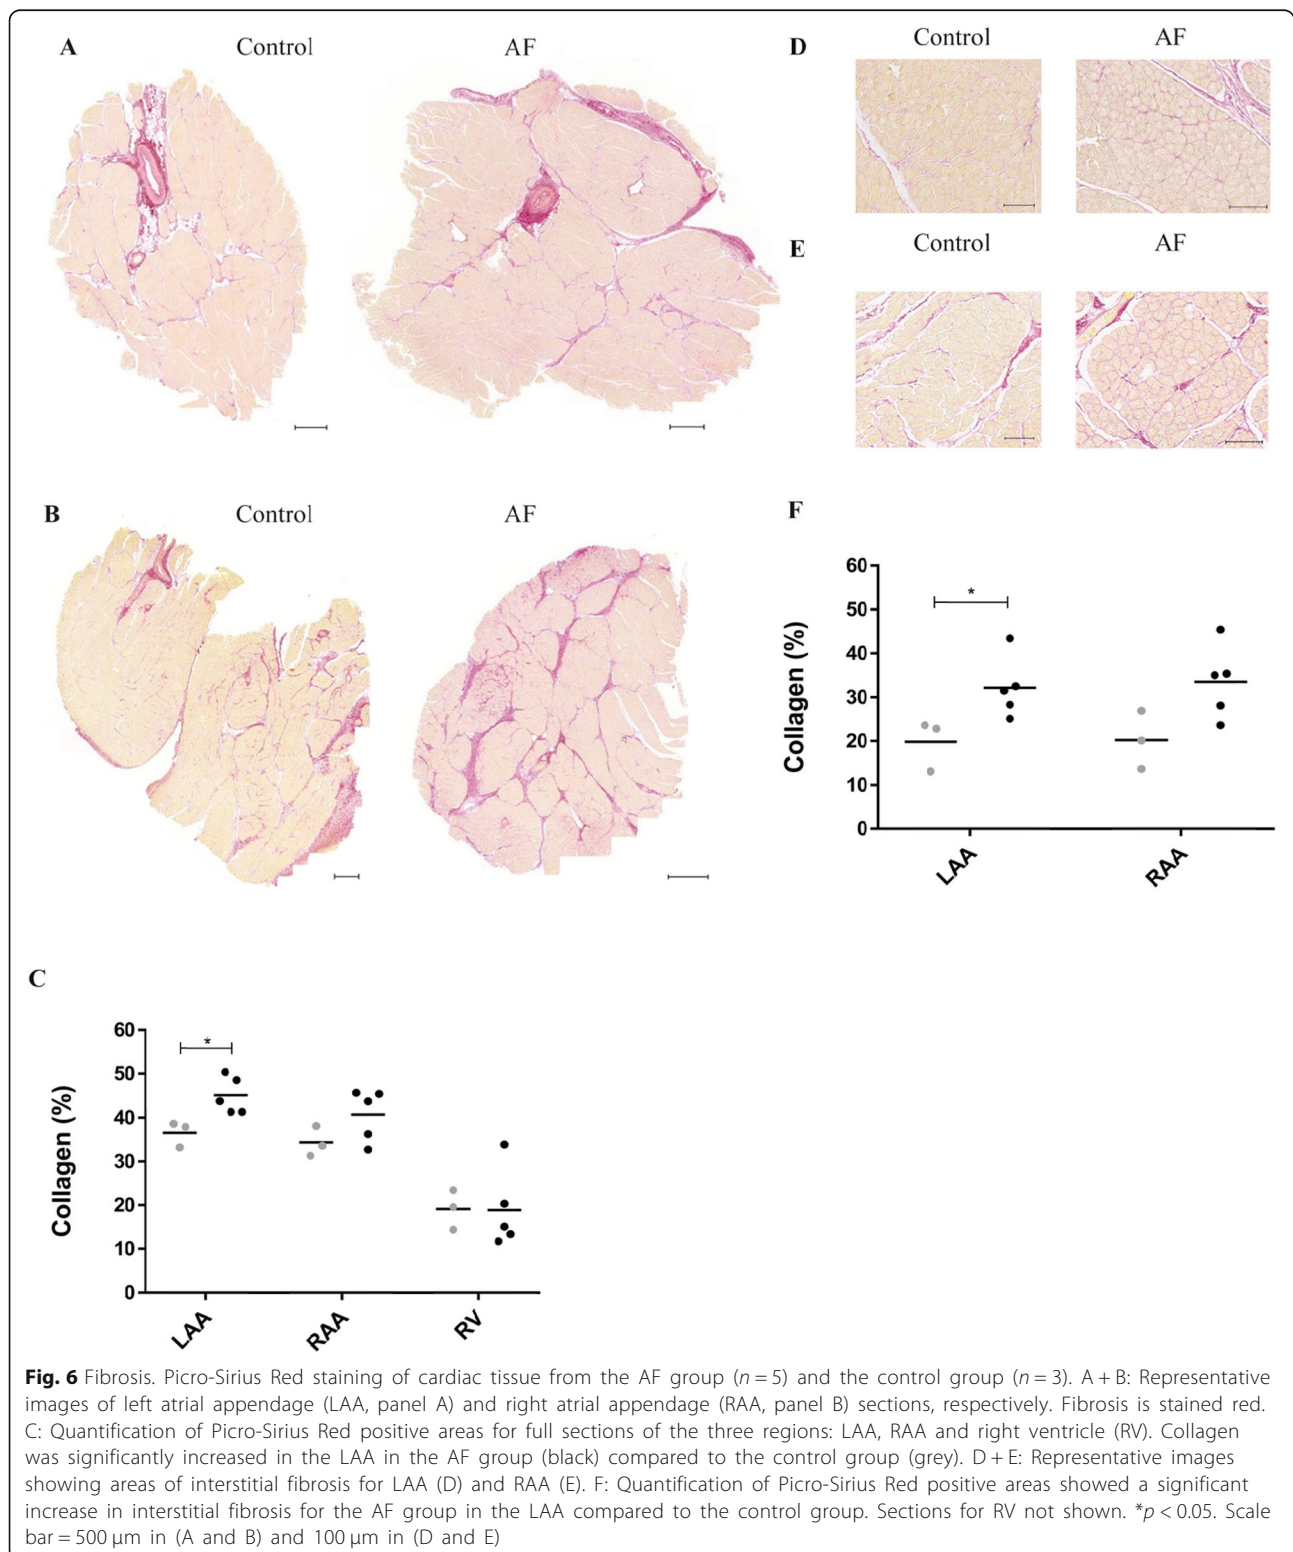 A
Control
AF
D
Control
AF
E
Control
AF
B
Control
AF
F
Collagen (%)
60
50
40
30
20
10
0
*
LAA
RAA
C
Collagen (%)
60
50
40
30
20
10
0
*
LAA
RAA
RV
Fig. 6 Fibrosis. Picro-Sirius Red staining of cardiac tissue from the AF group (n = 5) and the control group (n = 3). A + B: Representative
images of left atrial appendage (LAA, panel A) and right atrial appendage (RAA, panel B) sections, respectively. Fibrosis is stained red.
C: Quantification of Picro-Sirius Red positive areas for full sections of the three regions: LAA, RAA and right ventricle (RV). Collagen
was significantly increased in the LAA in the AF group (black) compared to the control group (grey). D + E: Representative images
showing areas of interstitial fibrosis for LAA (D) and RAA (E). F: Quantification of Picro-Sirius Red positive areas showed a significant
increase in interstitial fibrosis for the AF group in the LAA compared to the control group. Sections for RV not shown. *p < 0.05. Scale
bar = 500 μm in (A and B) and 100 μm in (D and E)